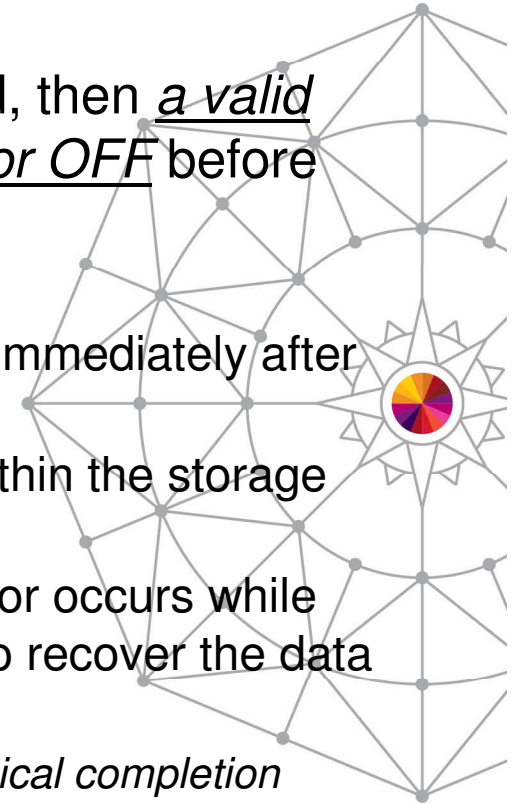 d, then a valid
or OFF before
mmediately after
thin the storage
or occurs while
o recover the data
ical completion